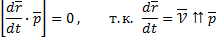 ⌊dr̅/dt · p̅⌋ = 0 , т.к. dr̅/dt = V̅ ⇈ p̅